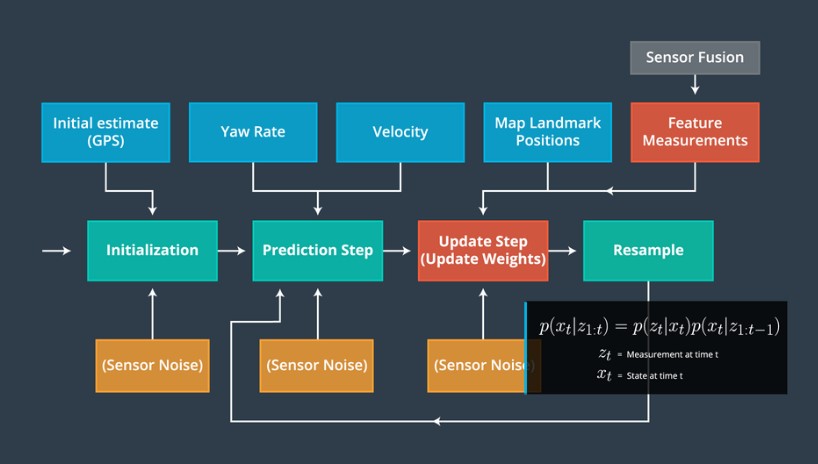 Sensor Fusion
Initial estimate
(GPS)
Yaw Rate
Velocity
Map Landmark
Positions
Feature
Measurements
Initialization
Prediction Step
Update Step
(Update Weights)
Resample
p(x_t|z_{1:t}) = p(z_t|x_t)p(x_t|z_{1:t−1})
z_t = Measurement at time t
x_t = State at time t
(Sensor Noise)
(Sensor Noise)
(Sensor Noise)